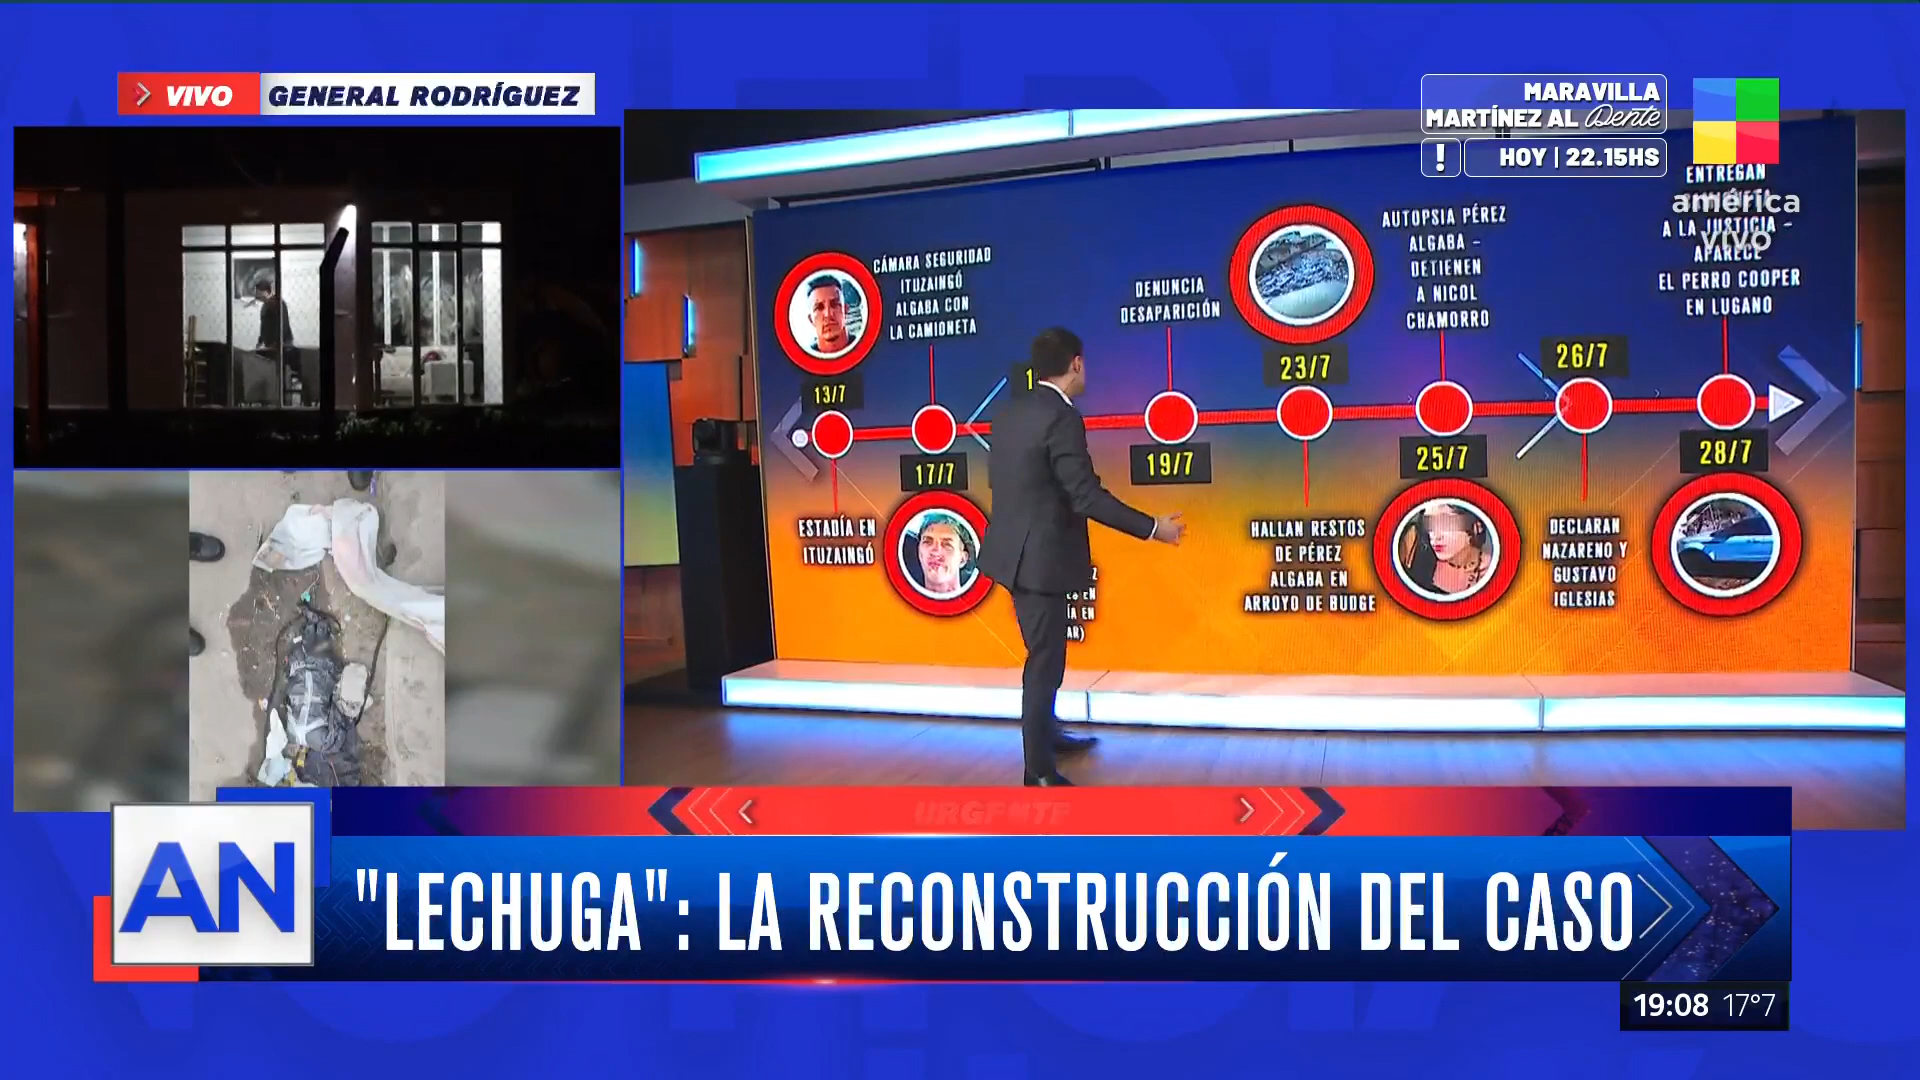 VIVO
GENERAL RODRÍGUEZ
MARAVILLA
MARTÍNEZ AL Dente
! HOY | 22.15HS
américa
vivo
13/7
ESTADÍA EN
ITUZAINGÓ
CÁMARA SEGURIDAD
ITUZAINGÓ
ALGABA CON
LA CAMIONETA
17/7
DENUNCIA
DESAPARICIÓN
19/7
23/7
HALLAN RESTOS
DE PÉREZ
ALGABA EN
ARROYO DE BUDGE
AUTOPSIA PÉREZ
ALGABA -
DETIENEN
A NICOL
CHAMORRO
25/7
26/7
DECLARAN
NAZARENO Y
GUSTAVO
IGLESIAS
ENTREGAN
A LA JUSTICIA -
APARECE
EL PERRO COOPER
EN LUGANO
28/7
AN
"LECHUGA": LA RECONSTRUCCIÓN DEL CASO
19:08 17°7